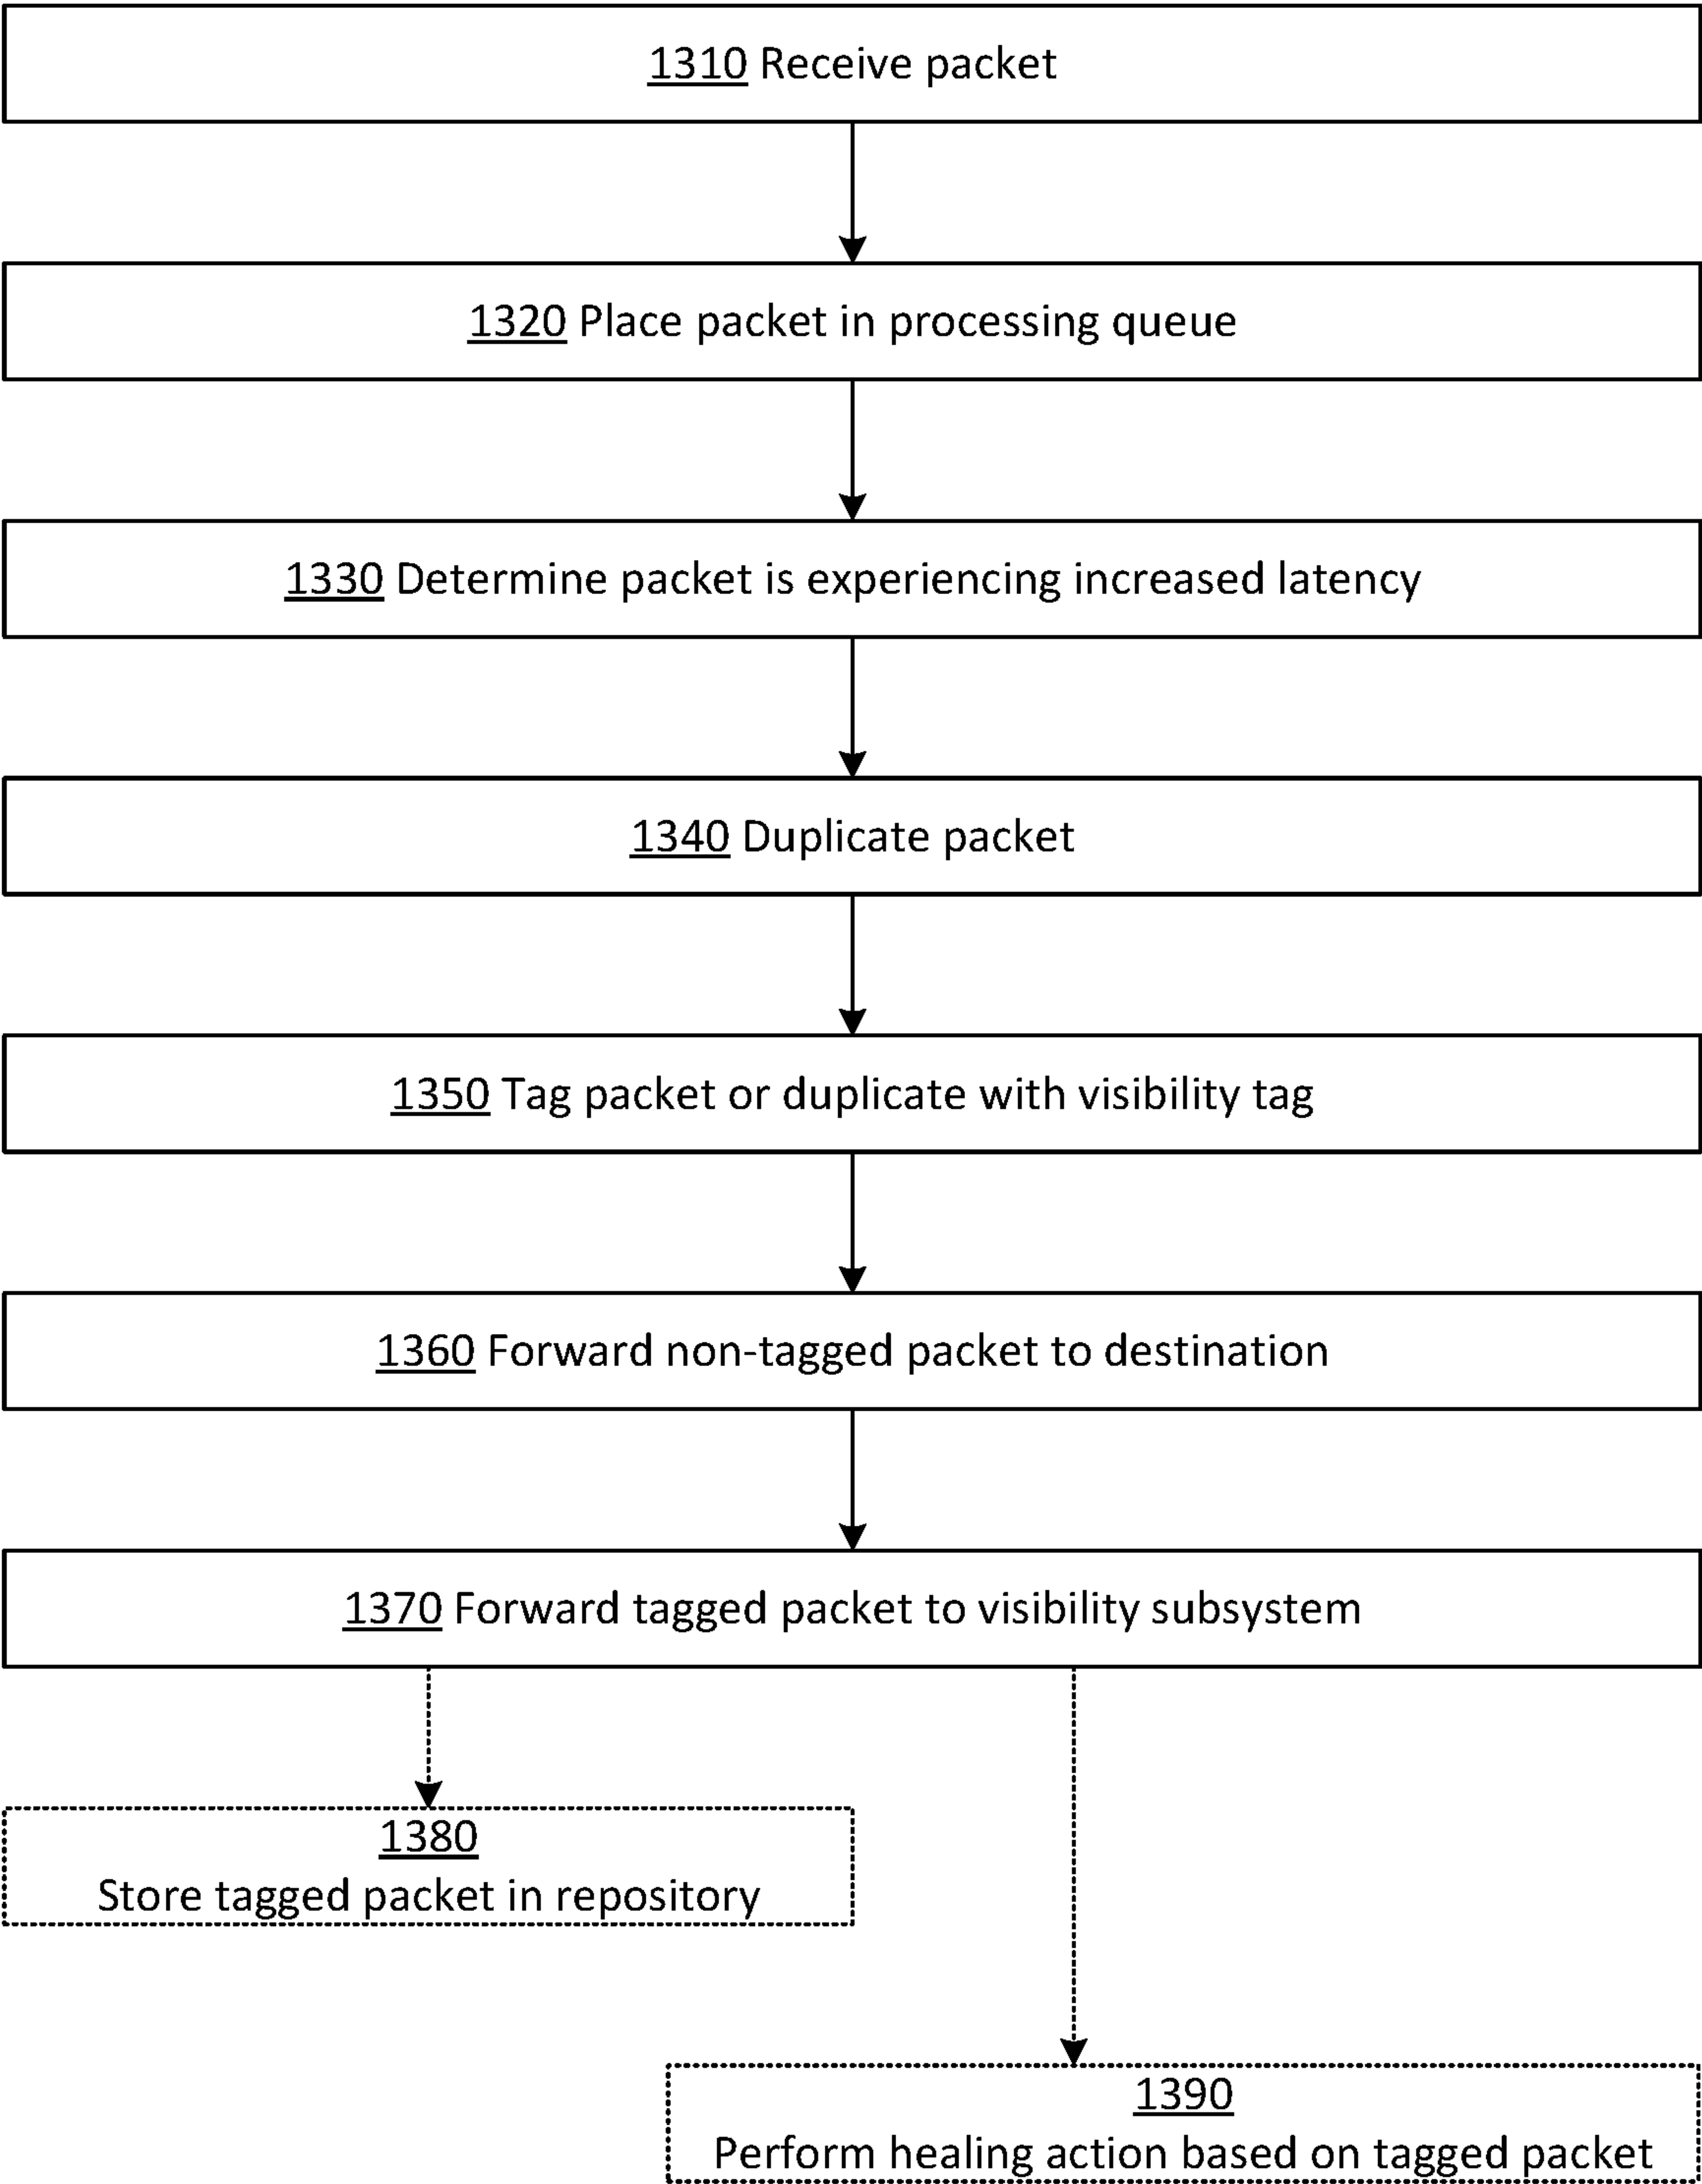 1310 Receive packet
1320 Place packet in processing queue
1330 Determine packet is experiencing increased latency
1340 Duplicate packet
1350 Tag packet or duplicate with visibility tag
1360 Forward non-tagged packet to destination
1370 Forward tagged packet to visibility subsystem
1380
Store tagged packet in repository
1390
Perform healing action based on tagged packet